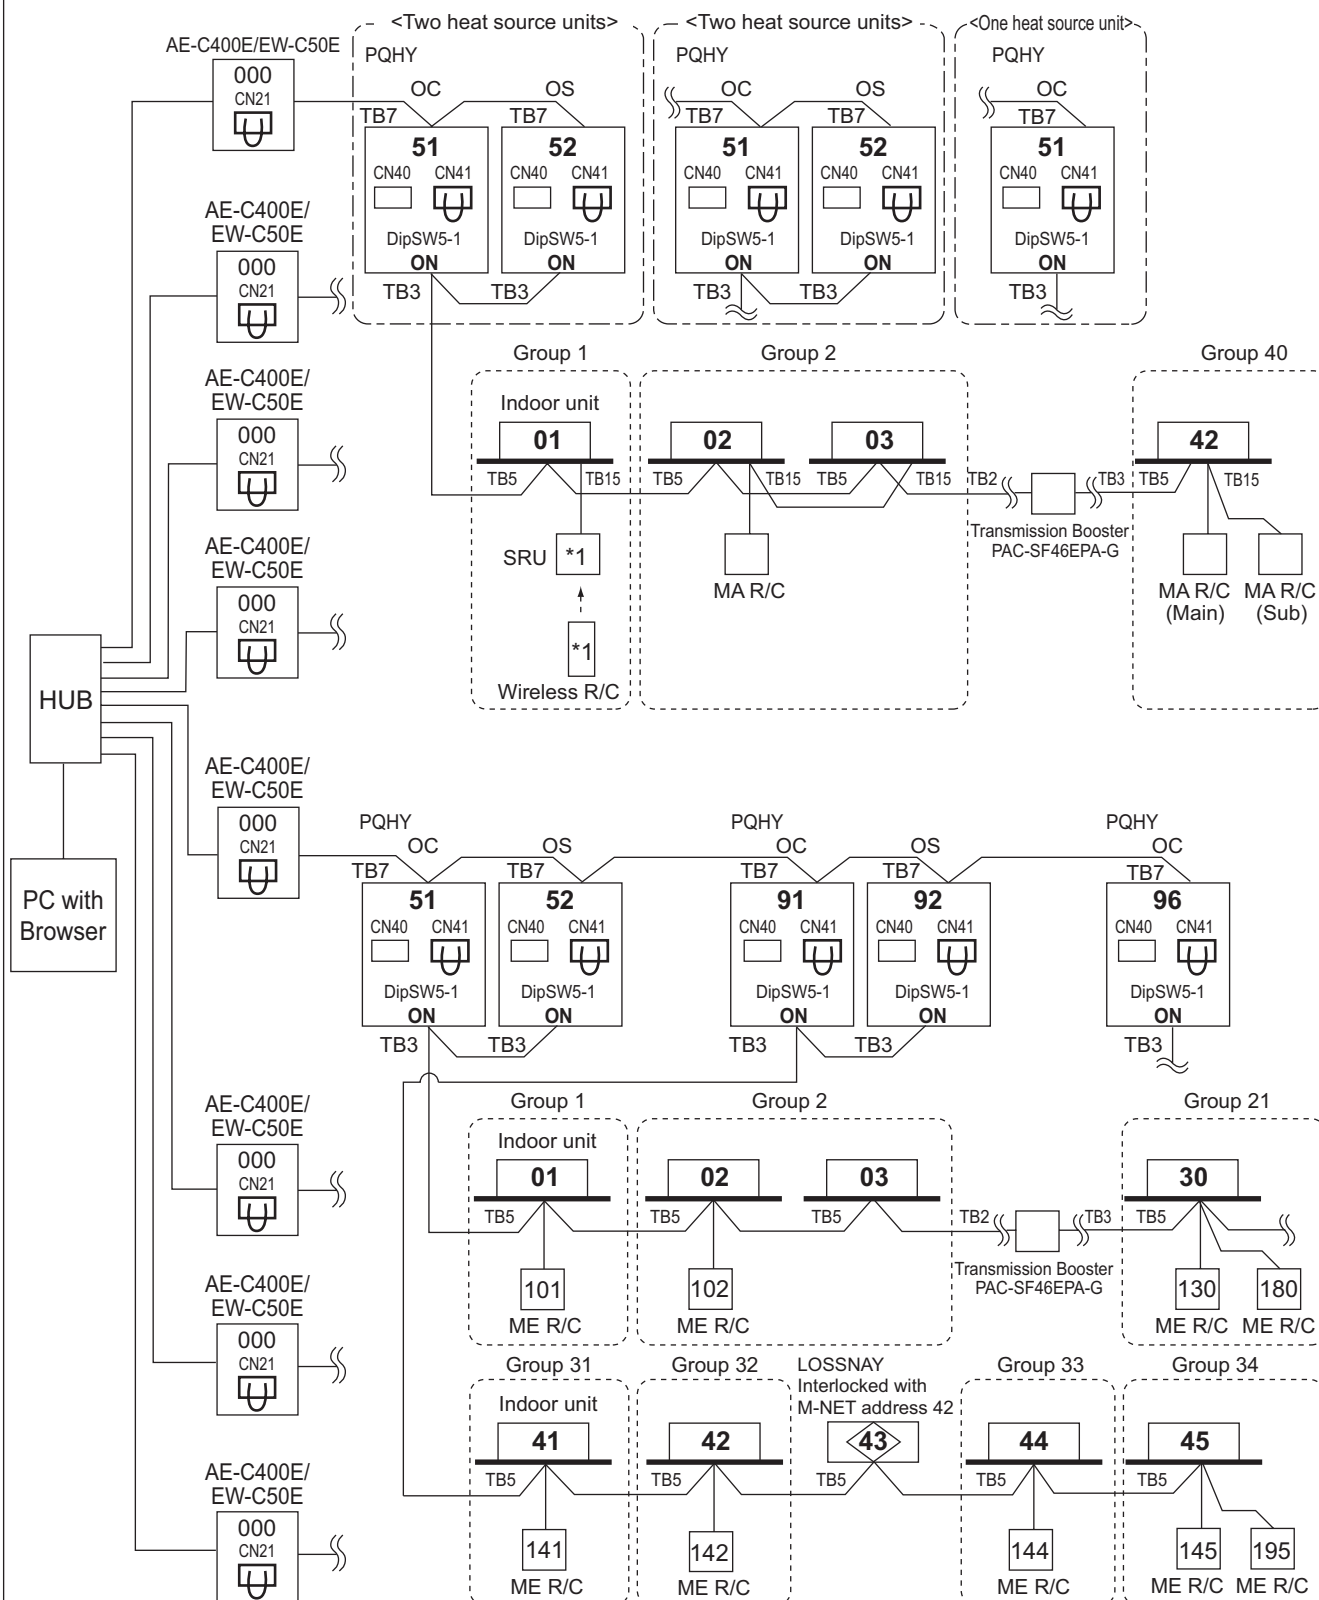 <Two heat source units>
<Two heat source units>
<One heat source unit>
AE-C400E/EW-C50E
000
CN21
PQHY
OC
OS
TB7
TB7
51
52
CN40
CN41
CN40
CN41
DipSW5-1
ON
DipSW5-1
ON
TB3
TB3
PQHY
OC
OS
TB7
TB7
51
52
CN40
CN41
CN40
CN41
DipSW5-1
ON
DipSW5-1
ON
TB3
TB3
PQHY
OC
TB7
51
CN40
CN41
DipSW5-1
ON
TB3
AE-C400E/
EW-C50E
000
CN21
AE-C400E/
EW-C50E
000
CN21
AE-C400E/
EW-C50E
000
CN21
Group 1
Indoor unit
01
TB5
TB15
SRU
*1
*1
Wireless R/C
Group 2
02
03
TB5
TB15
TB5
TB15
MA R/C
TB2
TB3
Transmission Booster
PAC-SF46EPA-G
Group 40
42
TB5
TB15
MA R/C
(Main)
MA R/C
(Sub)
HUB
PC with
Browser
AE-C400E/
EW-C50E
000
CN21
PQHY
OC
OS
TB7
TB7
51
52
CN40
CN41
CN40
CN41
DipSW5-1
ON
DipSW5-1
ON
TB3
TB3
PQHY
OC
OS
TB7
TB7
91
92
CN40
CN41
CN40
CN41
DipSW5-1
ON
DipSW5-1
ON
TB3
TB3
PQHY
OC
TB7
96
CN40
CN41
DipSW5-1
ON
TB3
AE-C400E/
EW-C50E
000
CN21
Group 1
Indoor unit
01
TB5
101
ME R/C
Group 2
02
03
TB5
TB5
102
ME R/C
TB2
TB3
Transmission Booster
PAC-SF46EPA-G
Group 21
30
TB5
130
180
ME R/C
ME R/C
AE-C400E/
EW-C50E
000
CN21
Group 31
Indoor unit
41
TB5
141
ME R/C
Group 32
42
TB5
142
ME R/C
LOSSNAY
Interlocked with
M-NET address 42
43
TB5
Group 33
44
TB5
144
ME R/C
Group 34
45
TB5
145
195
ME R/C
ME R/C
AE-C400E/
EW-C50E
000
CN21